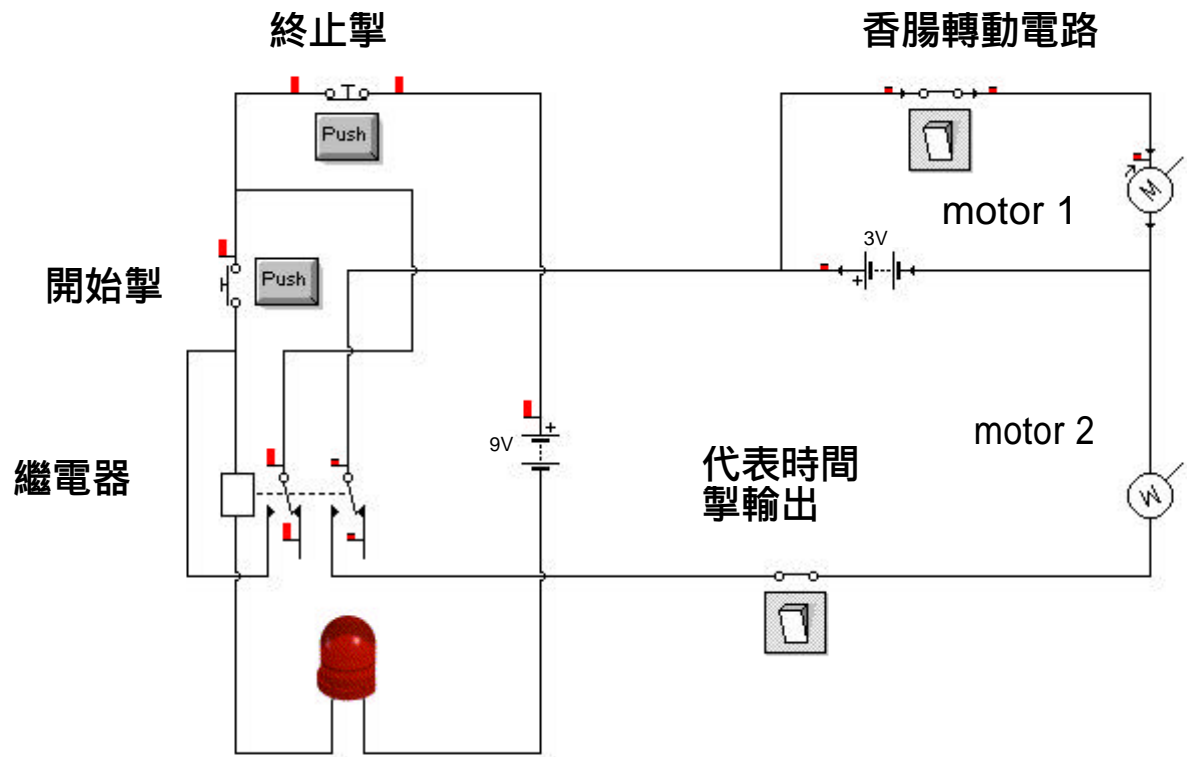 終止掣
香腸轉動電路
Push
motor 1
3V
+
開始掣
Push
9V
+
motor 2
繼電器
代表時間
掣輸出
M
M